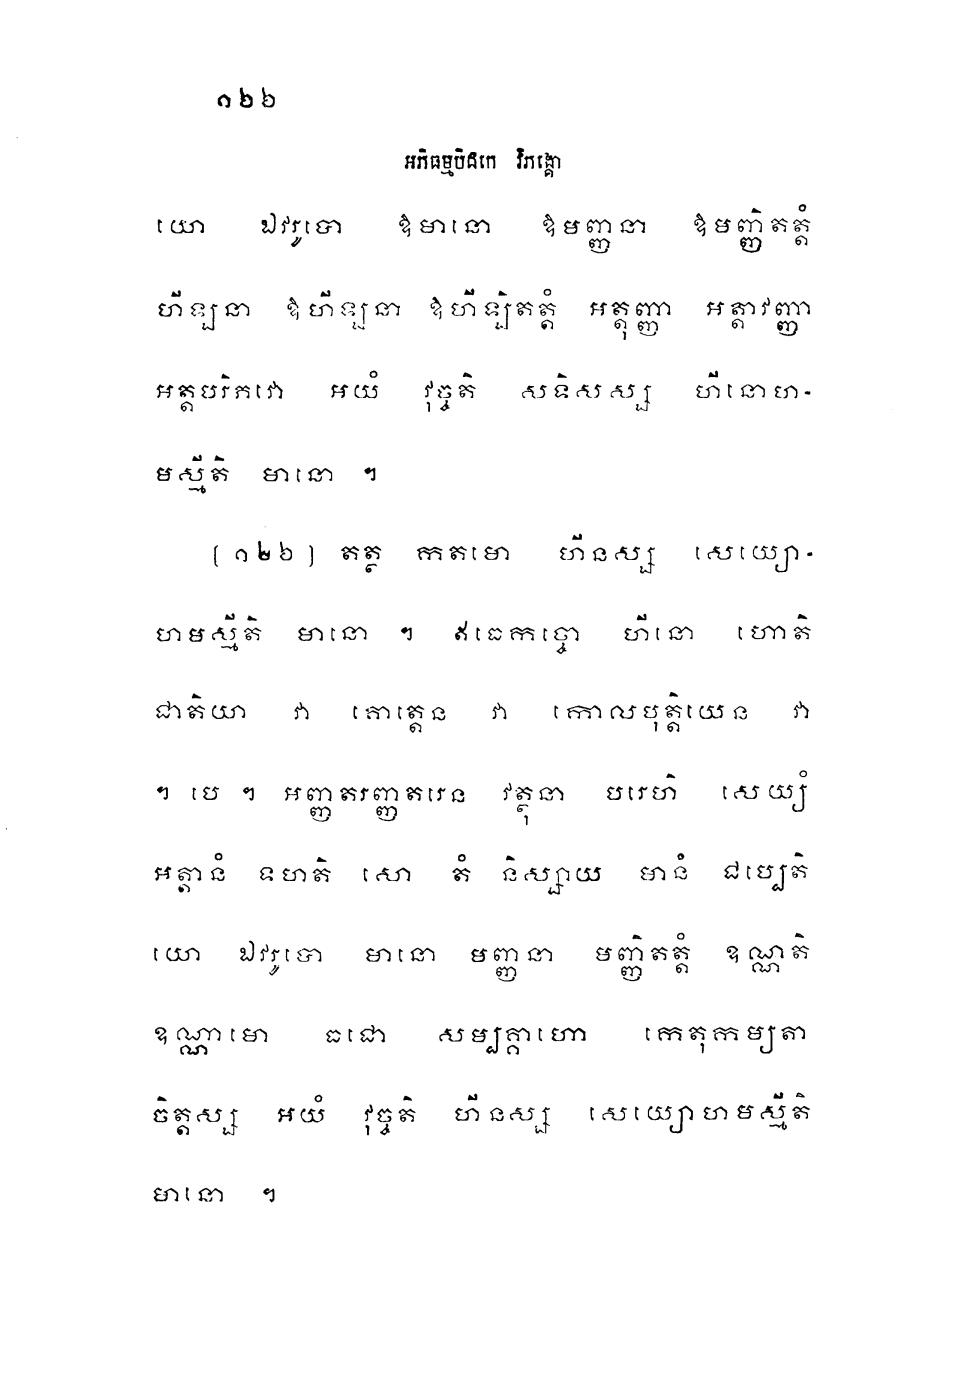 ១២៦
អភិធម្មបិដកេ វិភង្គោ
យោ ឯវរូបោ ឱមានោ ឱមញ្ញនា ឱមញ្ញិតត្តំ
ហីឡនា ឱហីឡនា ឱហីឡិតត្តំ អត្តុញ្ញា អត្តាវញ្ញា
អត្តបរិភវោ អយំ វុច្ចតិ សទិសស្ស ហីនោហ-
មស្មីតិ មានោ ។
(១២៦) តត្ថ កតមោ ហីនស្ស សេយ្យោ-
ហមស្មីតិ មានោ ។ ឥធេកច្ចោ ហីនោ ហោតិ
ជាតិយា វា គោត្តេន វា កោលបុត្តិយេន វា
។ បេ ។ អញ្ញតរញ្ញតរេន វត្ថុនា បរេហិ សេយ្យំ
អត្តានំ ទហតិ សោ តំ និស្សាយ មានំ ជប្បេតិ
យោ ឯវរូបោ មានោ មញ្ញនា មញ្ញិតត្តំ ឧណ្ណតិ
ឧណ្ណាមោ ធជោ សម្បគ្គាហោ កេតុកម្យតា
ចិត្តស្ស អយំ វុច្ចតិ ហីនស្ស សេយ្យោហមស្មីតិ
មានោ ។